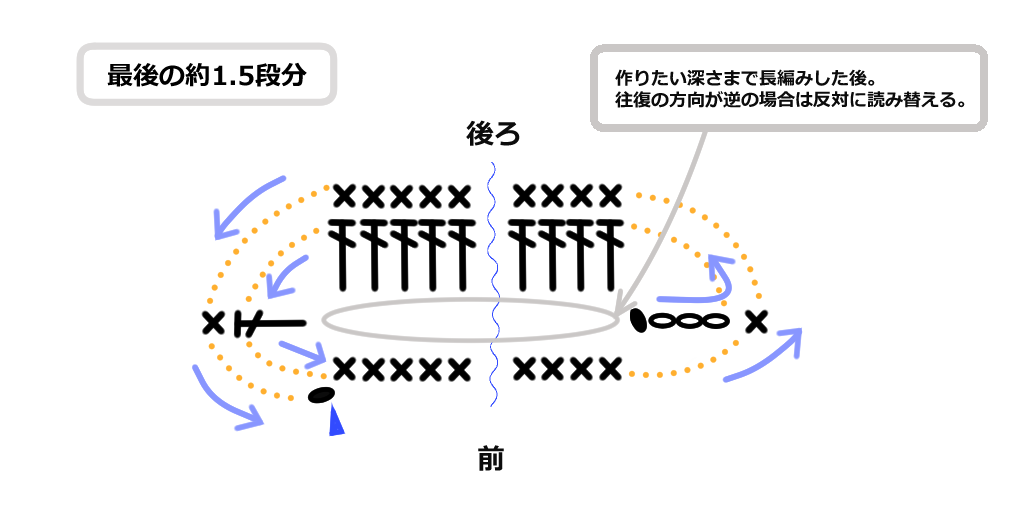 最後の約1.5段分
作りたい深さまで長編みした後。
往復の方向が逆の場合は反対に読み替える。
後ろ
前